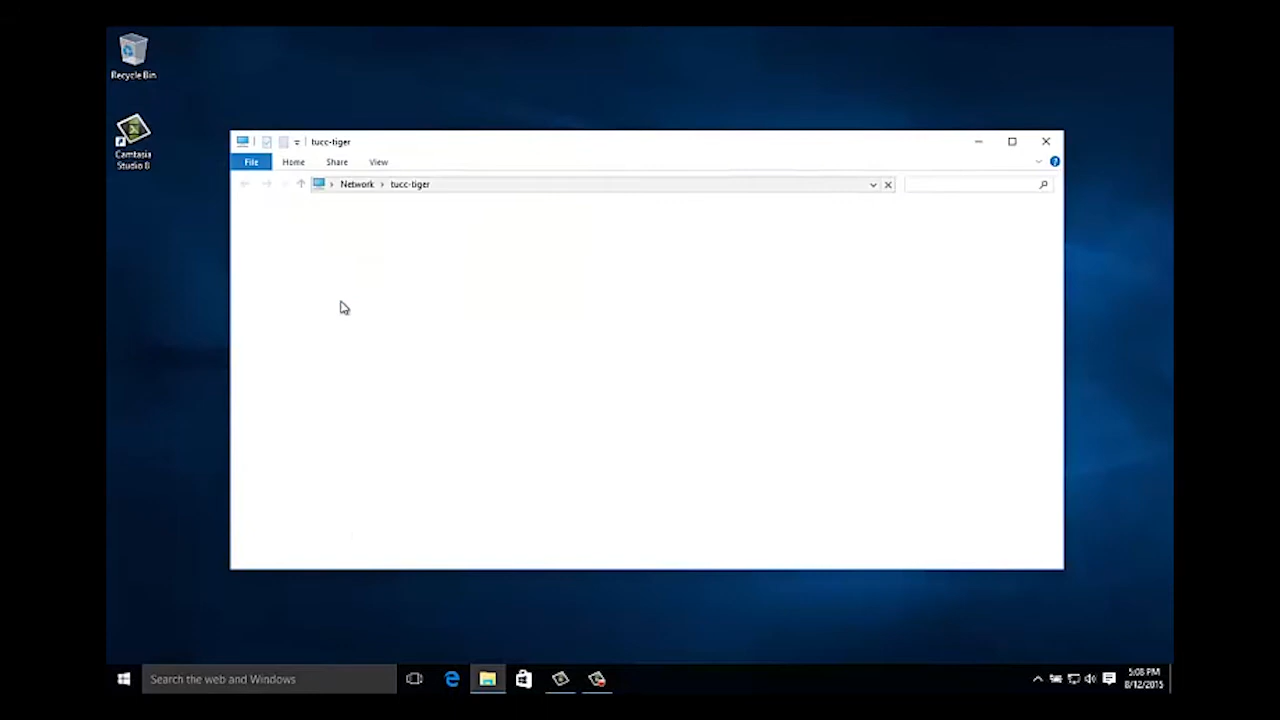 Recycle Bin
Camtasia
Studio 8
tucc-tiger
File Home Share View
Network › tucc-tiger
Search the web and Windows
5:08 PM
8/12/2015